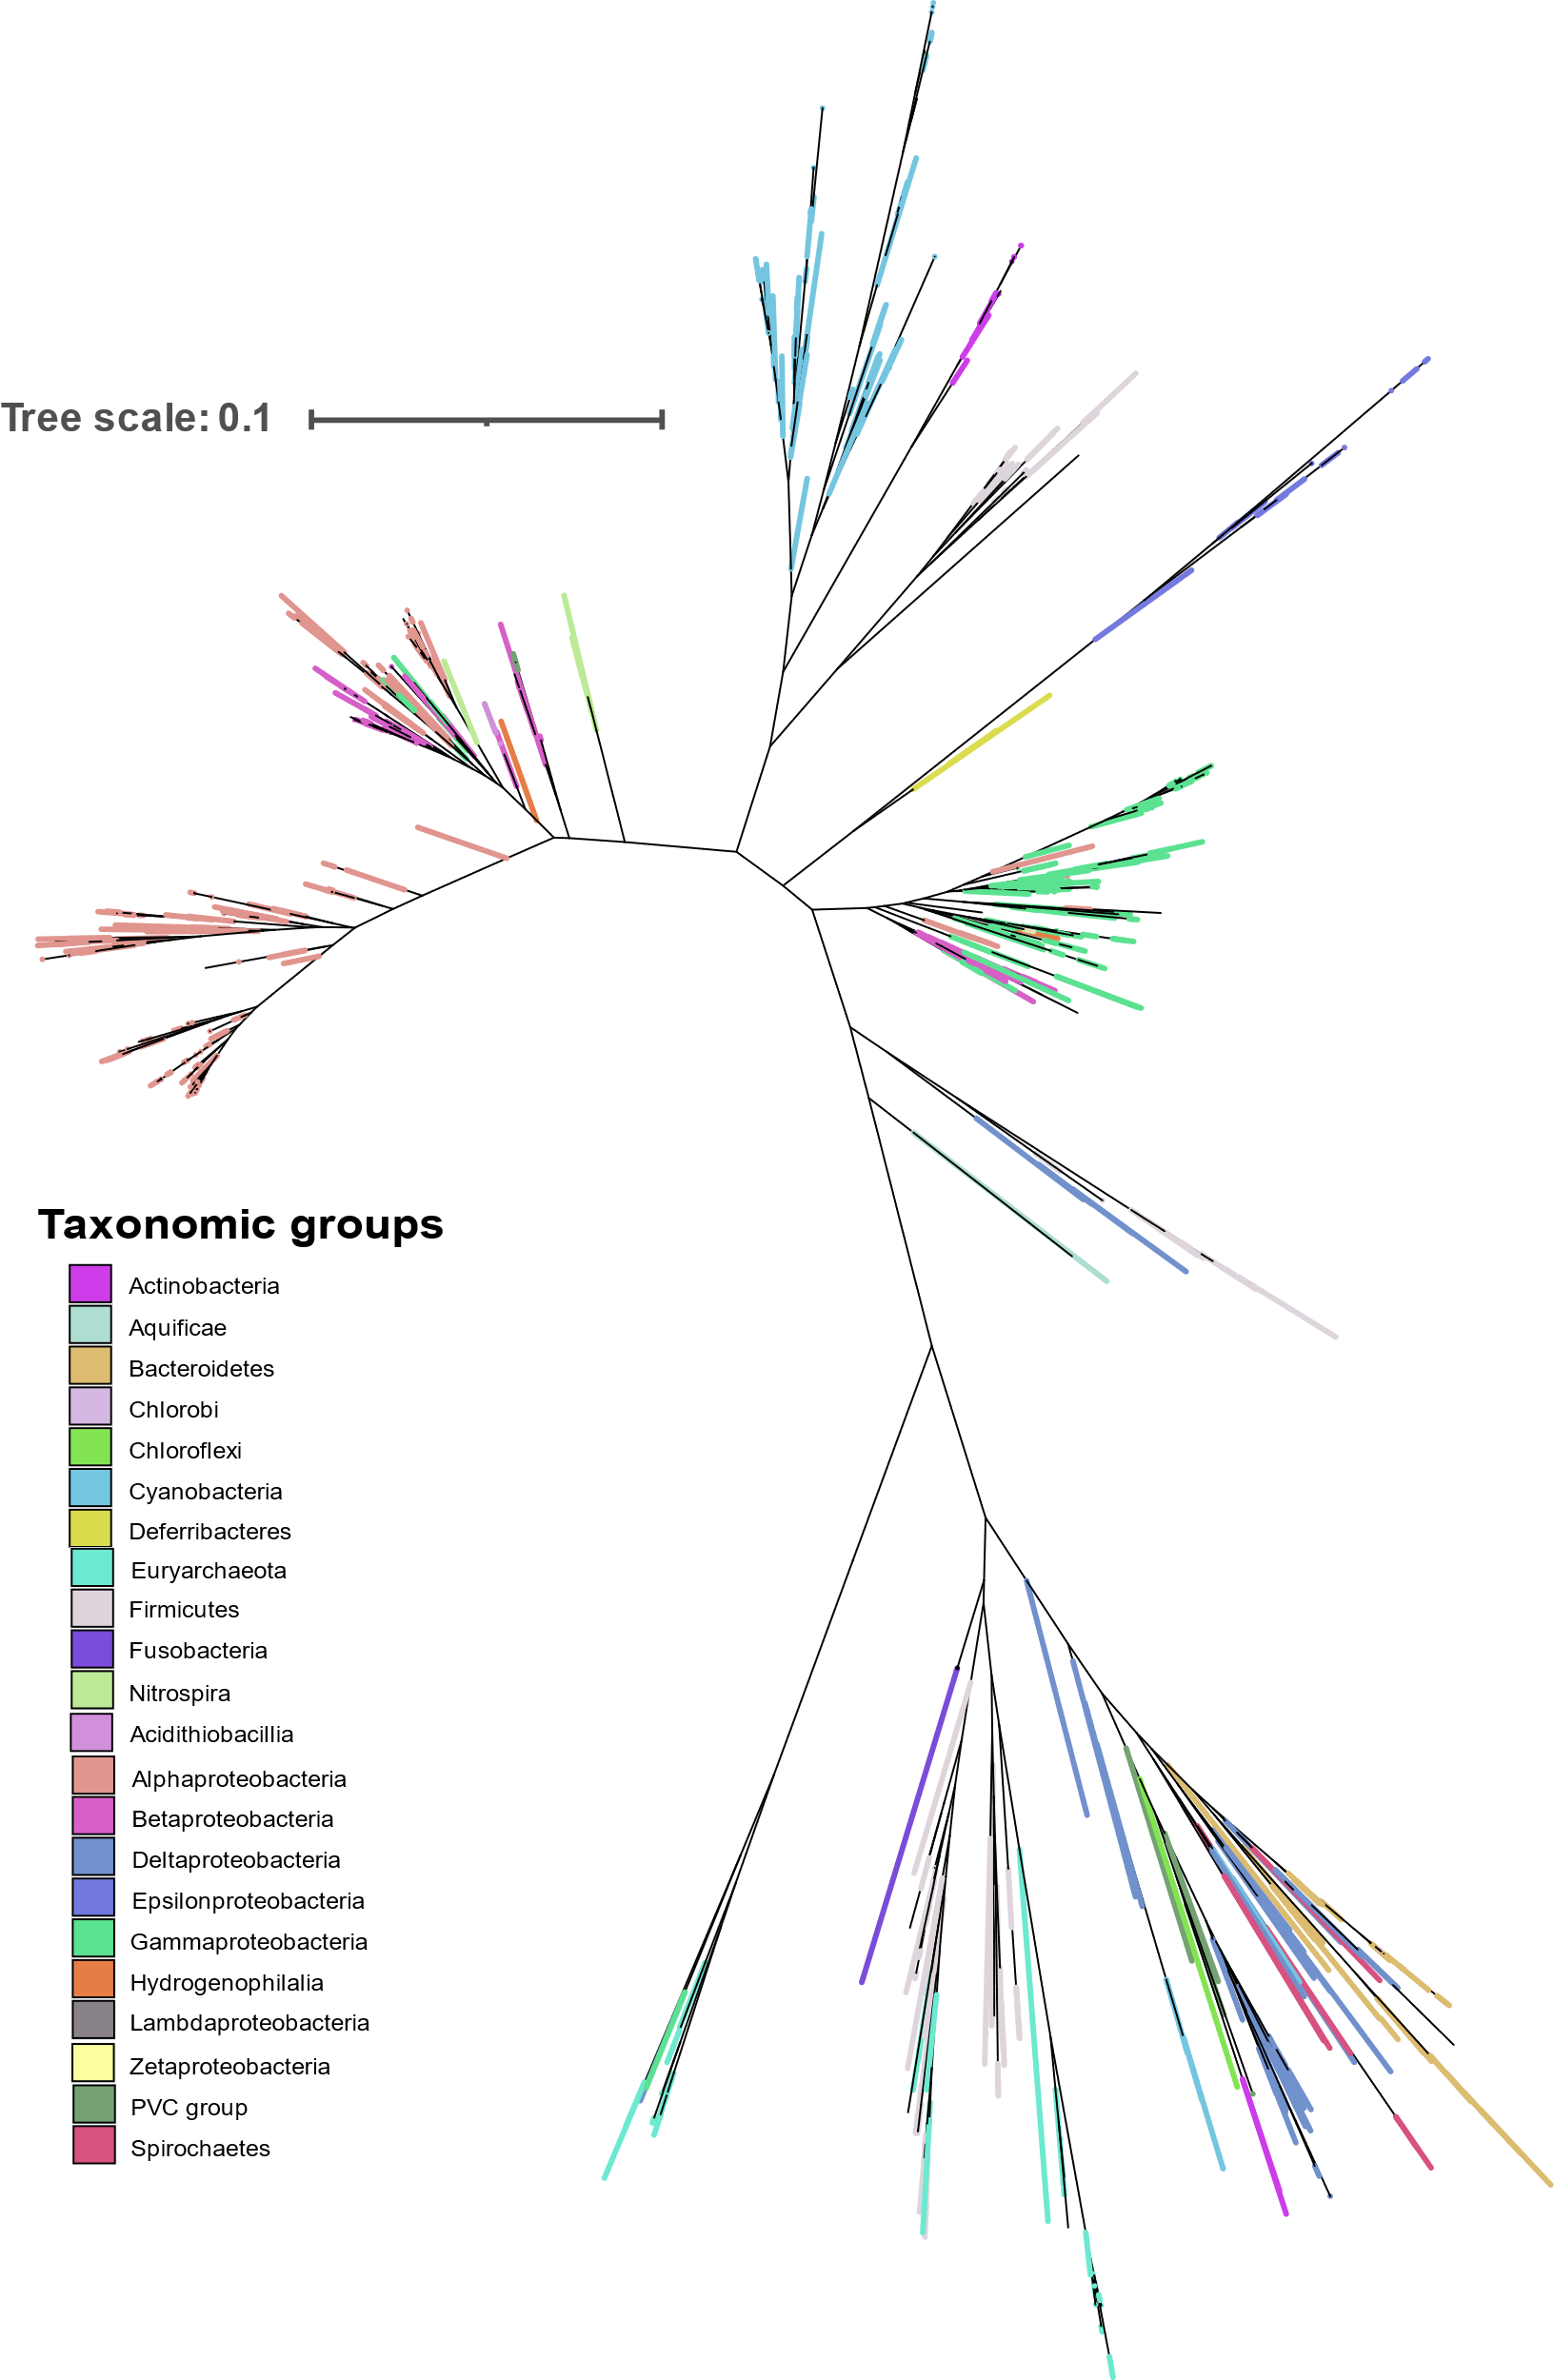 Tree scale: 0.1
Taxonomic groups
Actinobacteria
Aquificae
Bacteroidetes
Chlorobi
Chloroflexi
Cyanobacteria
Deferribacteres
Euryarchaeota
Firmicutes
Fusobacteria
Nitrospira
Acidithiobacillia
Alphaproteobacteria
Betaproteobacteria
Deltaproteobacteria
Epsilonproteobacteria
Gammaproteobacteria
Hydrogenophilalia
Lambdaproteobacteria
Zetaproteobacteria
PVC group
Spirochaetes